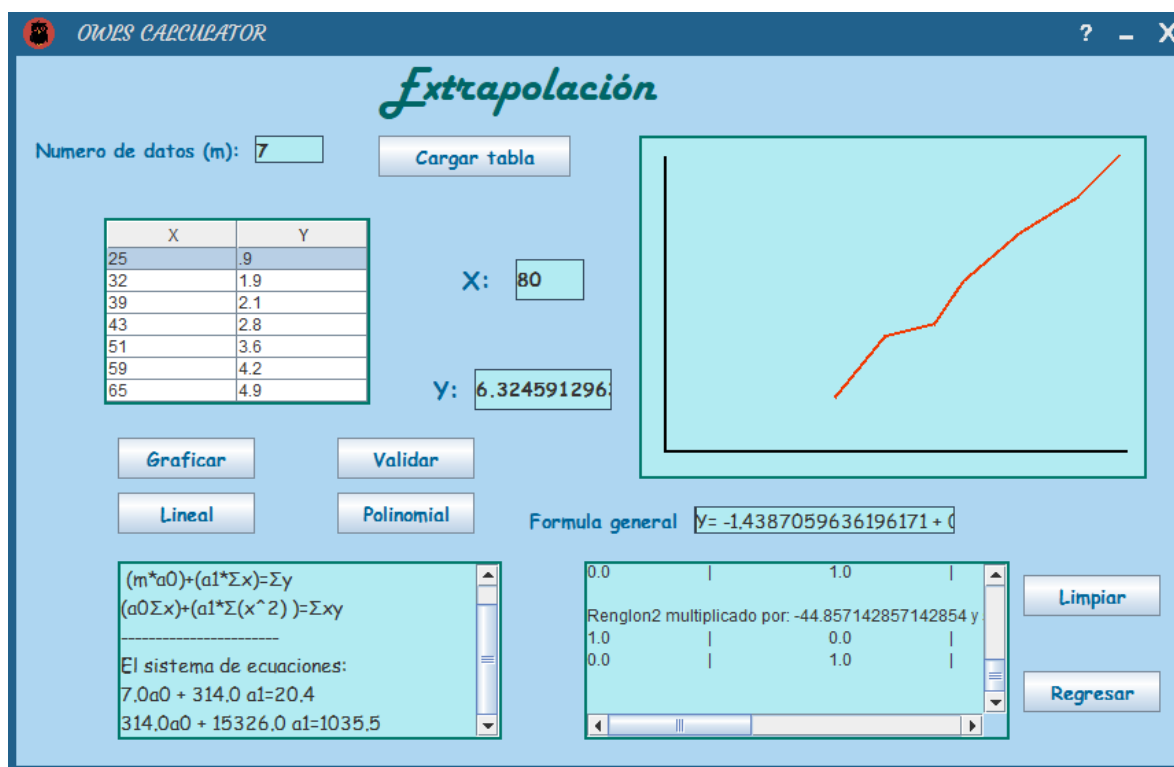 OWLS CALCULATOR
? – X
Extrapolación
Numero de datos (m): 7
Cargar tabla
X Y
25 .9
32 1.9
39 2.1
43 2.8
51 3.6
59 4.2
65 4.9
X: 80
Y: 6.324591296
Graficar
Validar
Lineal
Polinomial
Formula general Y= -1.4387059636196171 + 0
(m*a0)+(a1*Σx)=Σy
(a0Σx)+(a1*Σ(x^2) )=Σxy
-----------------------
El sistema de ecuaciones:
7.0a0 + 314.0 a1=20.4
314.0a0 + 15326.0 a1=1035.5
0.0 | 1.0 |
Renglon2 multiplicado por: -44.857142857142854 y
1.0 | 0.0 |
0.0 | 1.0 |
Limpiar
Regresar